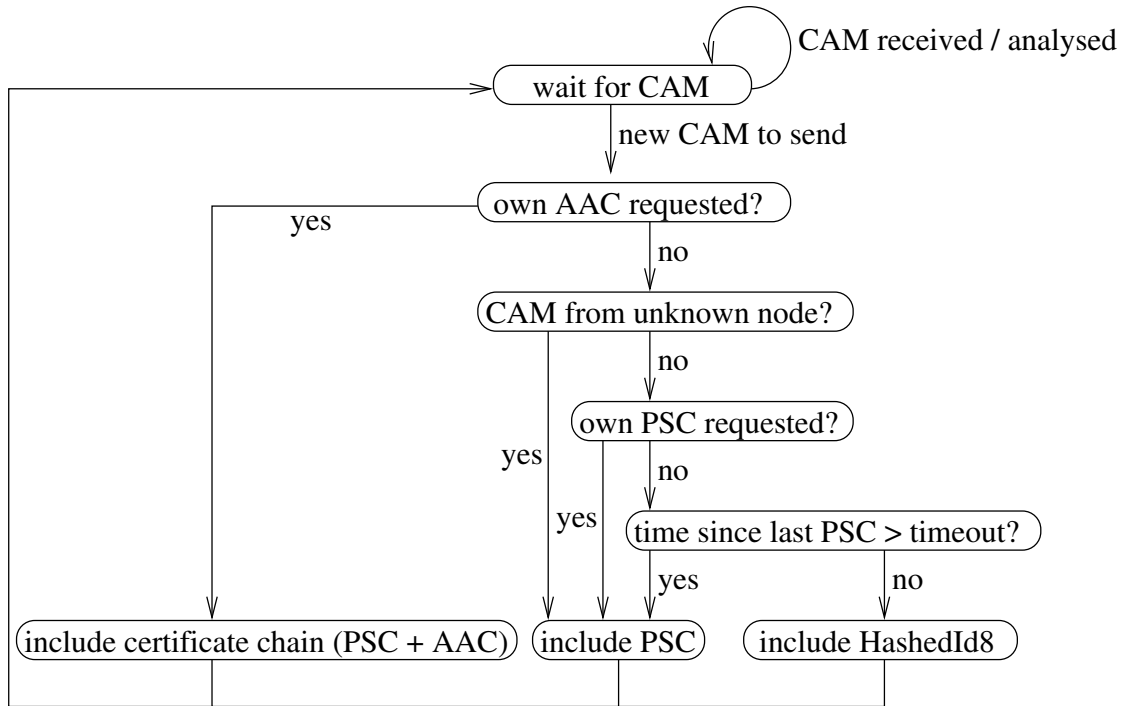 CAM received / analysed
wait for CAM
new CAM to send
own AAC requested?
yes
no
CAM from unknown node?
no
own PSC requested?
yes
no
yes
time since last PSC > timeout?
yes
no
include certificate chain (PSC + AAC)
include PSC
include HashedId8